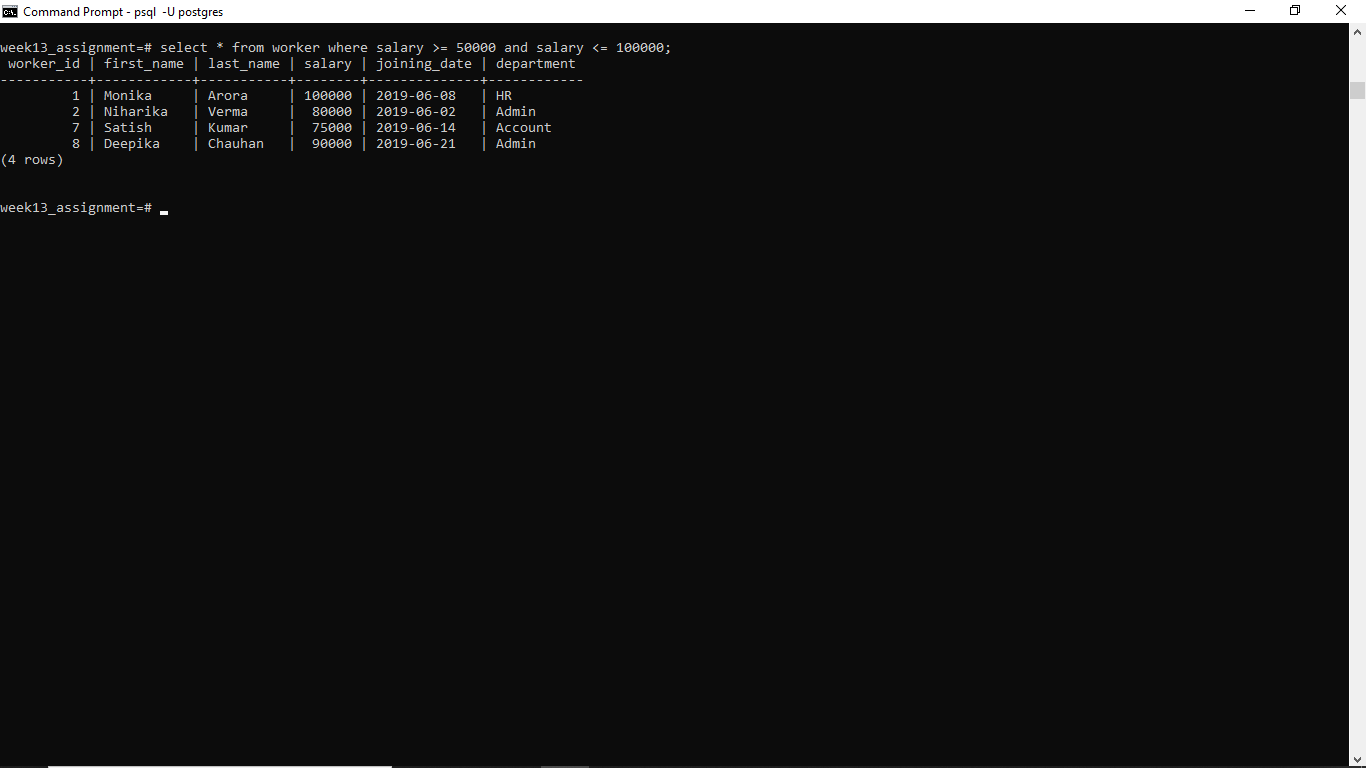 Command Prompt - psql  -U postgres
week13_assignment=# select * from worker where salary >= 50000 and salary <= 100000;
 worker_id | first_name | last_name | salary | joining_date | department
-----------+------------+-----------+--------+--------------+------------
         1 | Monika     | Arora     | 100000 | 2019-06-08   | HR
         2 | Niharika   | Verma     |  80000 | 2019-06-02   | Admin
         7 | Satish     | Kumar     |  75000 | 2019-06-14   | Account
         8 | Deepika    | Chauhan   |  90000 | 2019-06-21   | Admin
(4 rows)
week13_assignment=#